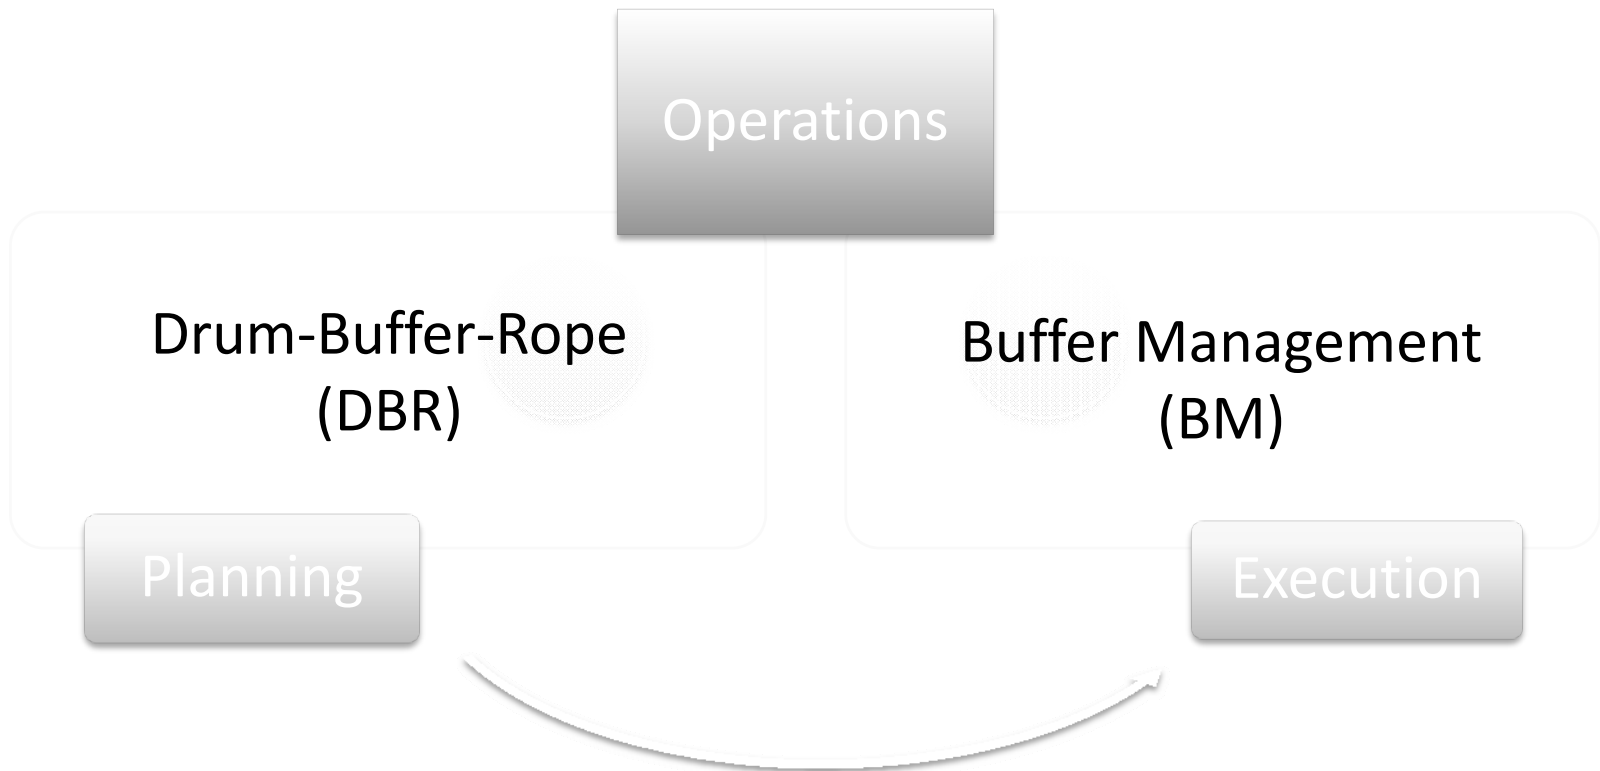 Operations
Drum-Buffer-Rope
(DBR)
Buffer Management
(BM)
Planning
Execution